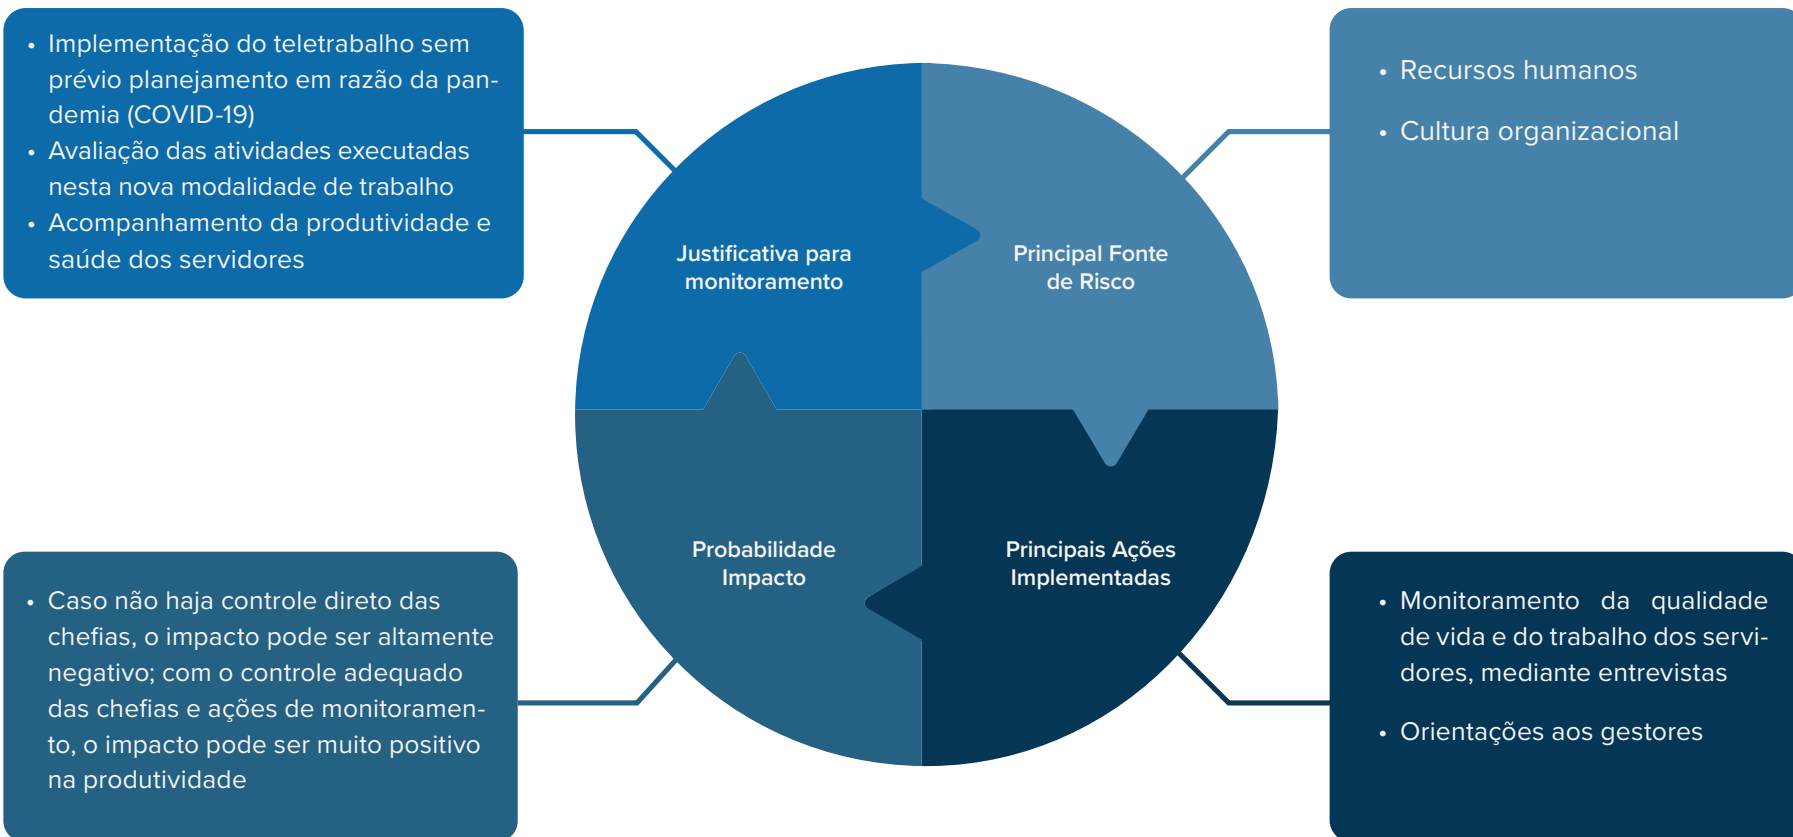 • Implementação do teletrabalho sem
prévio planejamento em razão da pan-
demia (COVID-19)
• Avaliação das atividades executadas
nesta nova modalidade de trabalho
• Acompanhamento da produtividade e
saúde dos servidores
• Recursos humanos
• Cultura organizacional
Justificativa para
monitoramento
Principal Fonte
de Risco
Probabilidade
Impacto
Principais Ações
Implementadas
• Caso não haja controle direto das
chefias, o impacto pode ser altamente
negativo; com o controle adequado
das chefias e ações de monitoramen-
to, o impacto pode ser muito positivo
na produtividade
• Monitoramento da qualidade
de vida e do trabalho dos servi-
dores, mediante entrevistas
• Orientações aos gestores